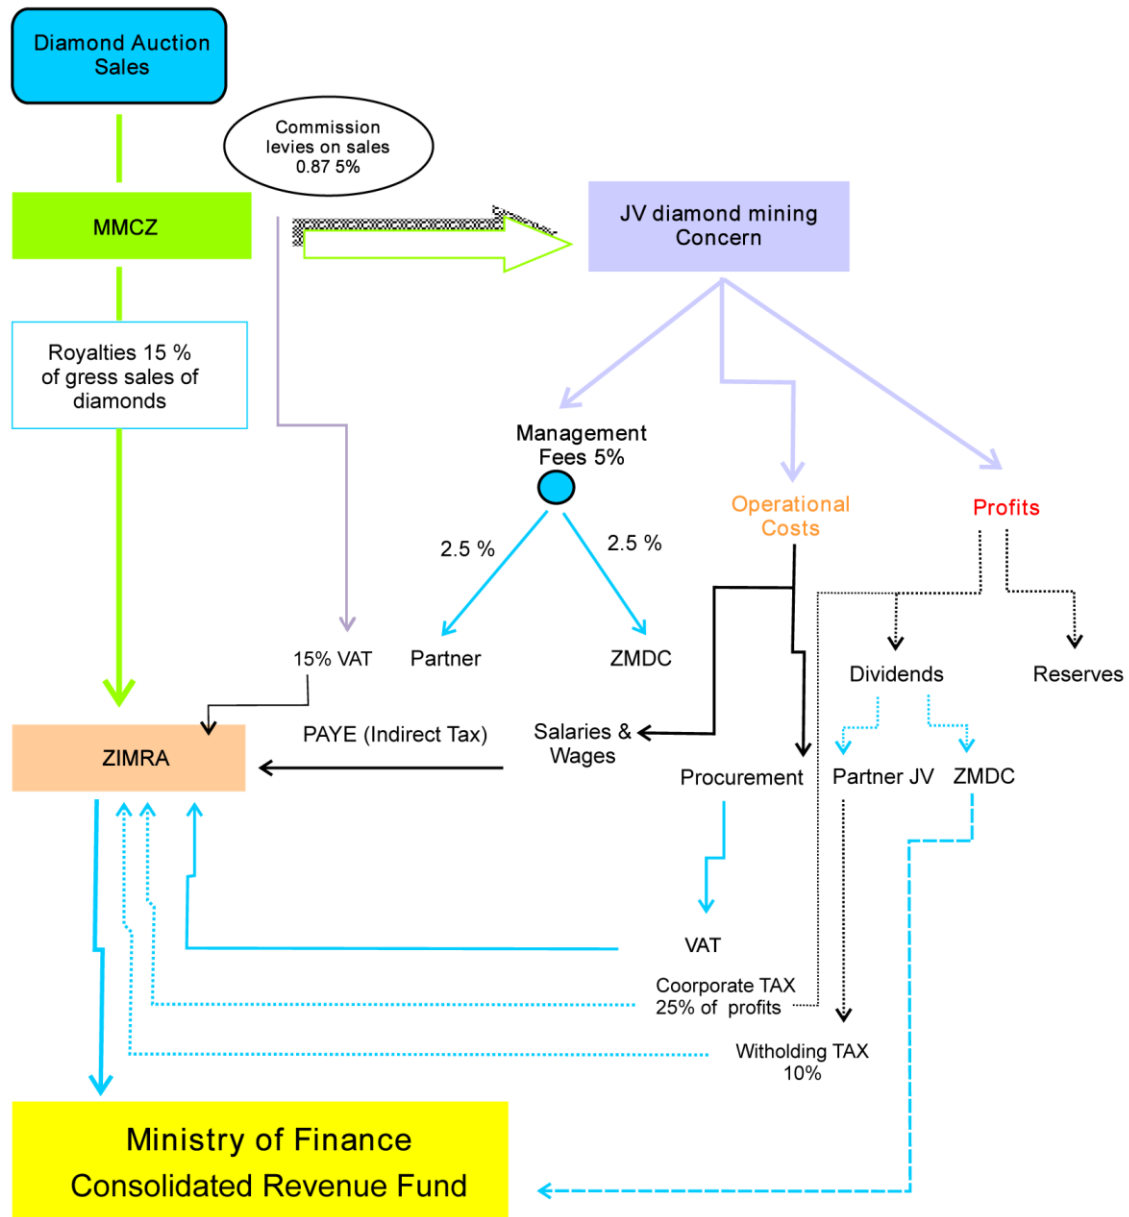 Diamond Auction
Sales
Commission
levies on sales
0.87 5%
MMCZ
JV diamond mining
Concern
Royalties 15 %
of gress sales of
diamonds
Management
Fees 5%
Operational
Costs
Profits
2.5 %
2.5 %
15% VAT
Partner
ZMDC
Dividends
Reserves
ZIMRA
PAYE (Indirect Tax)
Salaries &
Wages
Procurement
Partner JV
ZMDC
VAT
Coorporate TAX
25% of profits
Witholding TAX
10%
Ministry of Finance
Consolidated Revenue Fund